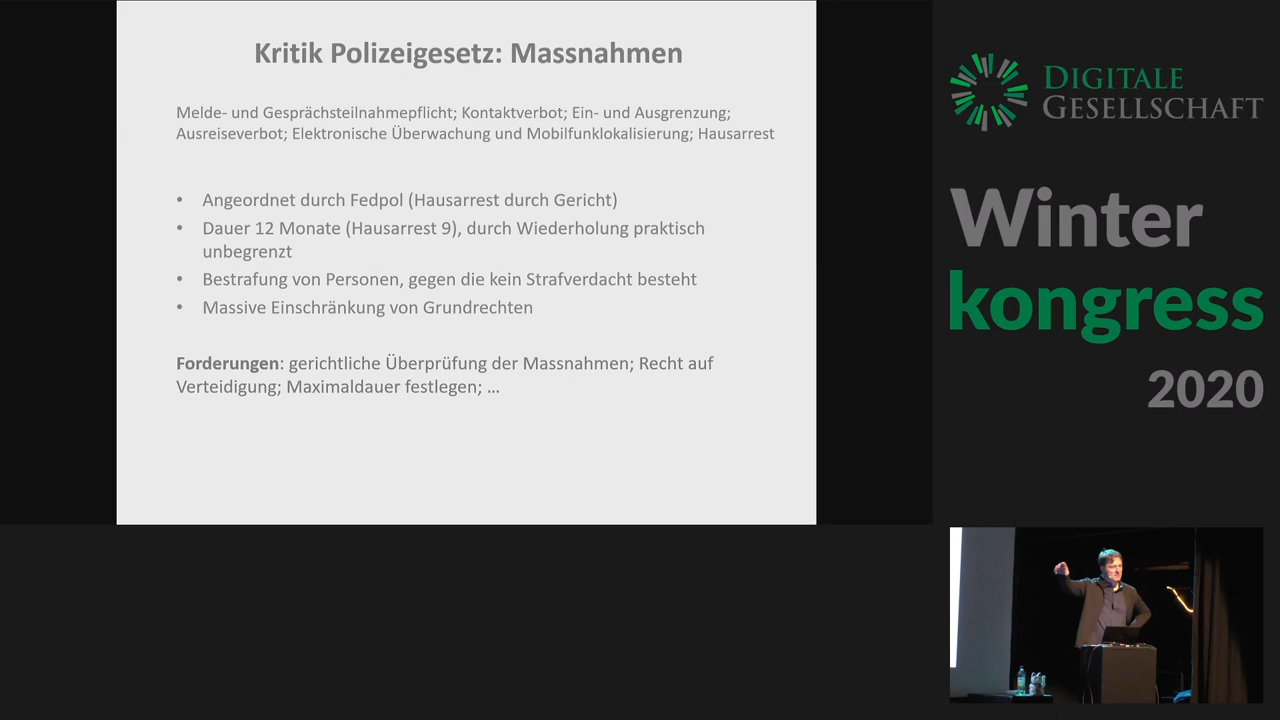 Kritik Polizeigesetz: Massnahmen
Melde- und Gesprächsteilnahmepflicht; Kontaktverbot; Ein- und Ausgrenzung;
Ausreiseverbot; Elektronische Überwachung und Mobilfunklokalisierung; Hausarrest
• Angeordnet durch Fedpol (Hausarrest durch Gericht)
• Dauer 12 Monate (Hausarrest 9), durch Wiederholung praktisch
unbegrenzt
• Bestrafung von Personen, gegen die kein Strafverdacht besteht
• Massive Einschränkung von Grundrechten
Forderungen: gerichtliche Überprüfung der Massnahmen; Recht auf
Verteidigung; Maximaldauer festlegen; …
DIGITALE
GESELLSCHAFT
Winter
kongress
2020